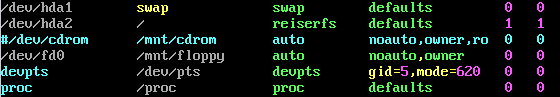 /dev/hda1 swap swap defaults 0 0
/dev/hda2 / reiserfs defaults 1 1
#/dev/cdrom /mnt/cdrom auto noauto,owner,ro 0 0
/dev/fd0 /mnt/floppy auto noauto,owner 0 0
devpts /dev/pts devpts gid=5,mode=620 0 0
proc /proc proc defaults 0 0